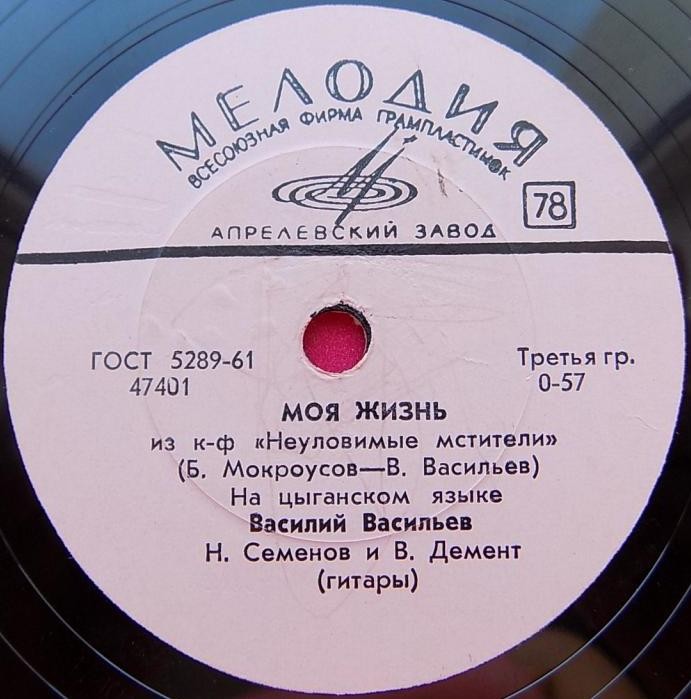 МЕЛОДИЯ
ВСЕСОЮЗНАЯ ФИРМА ГРАМПЛАСТИНОК
78
АПРЕЛЕВСКИЙ ЗАВОД
ГОСТ 5289-61
Третья гр.
47401
0-57
МОЯ ЖИЗНЬ
из к-ф «Неуловимые мстители»
(Б. Мокроусов—В. Васильев)
На цыганском языке
Василий Васильев
Н. Семенов и В. Демент
(гитары)